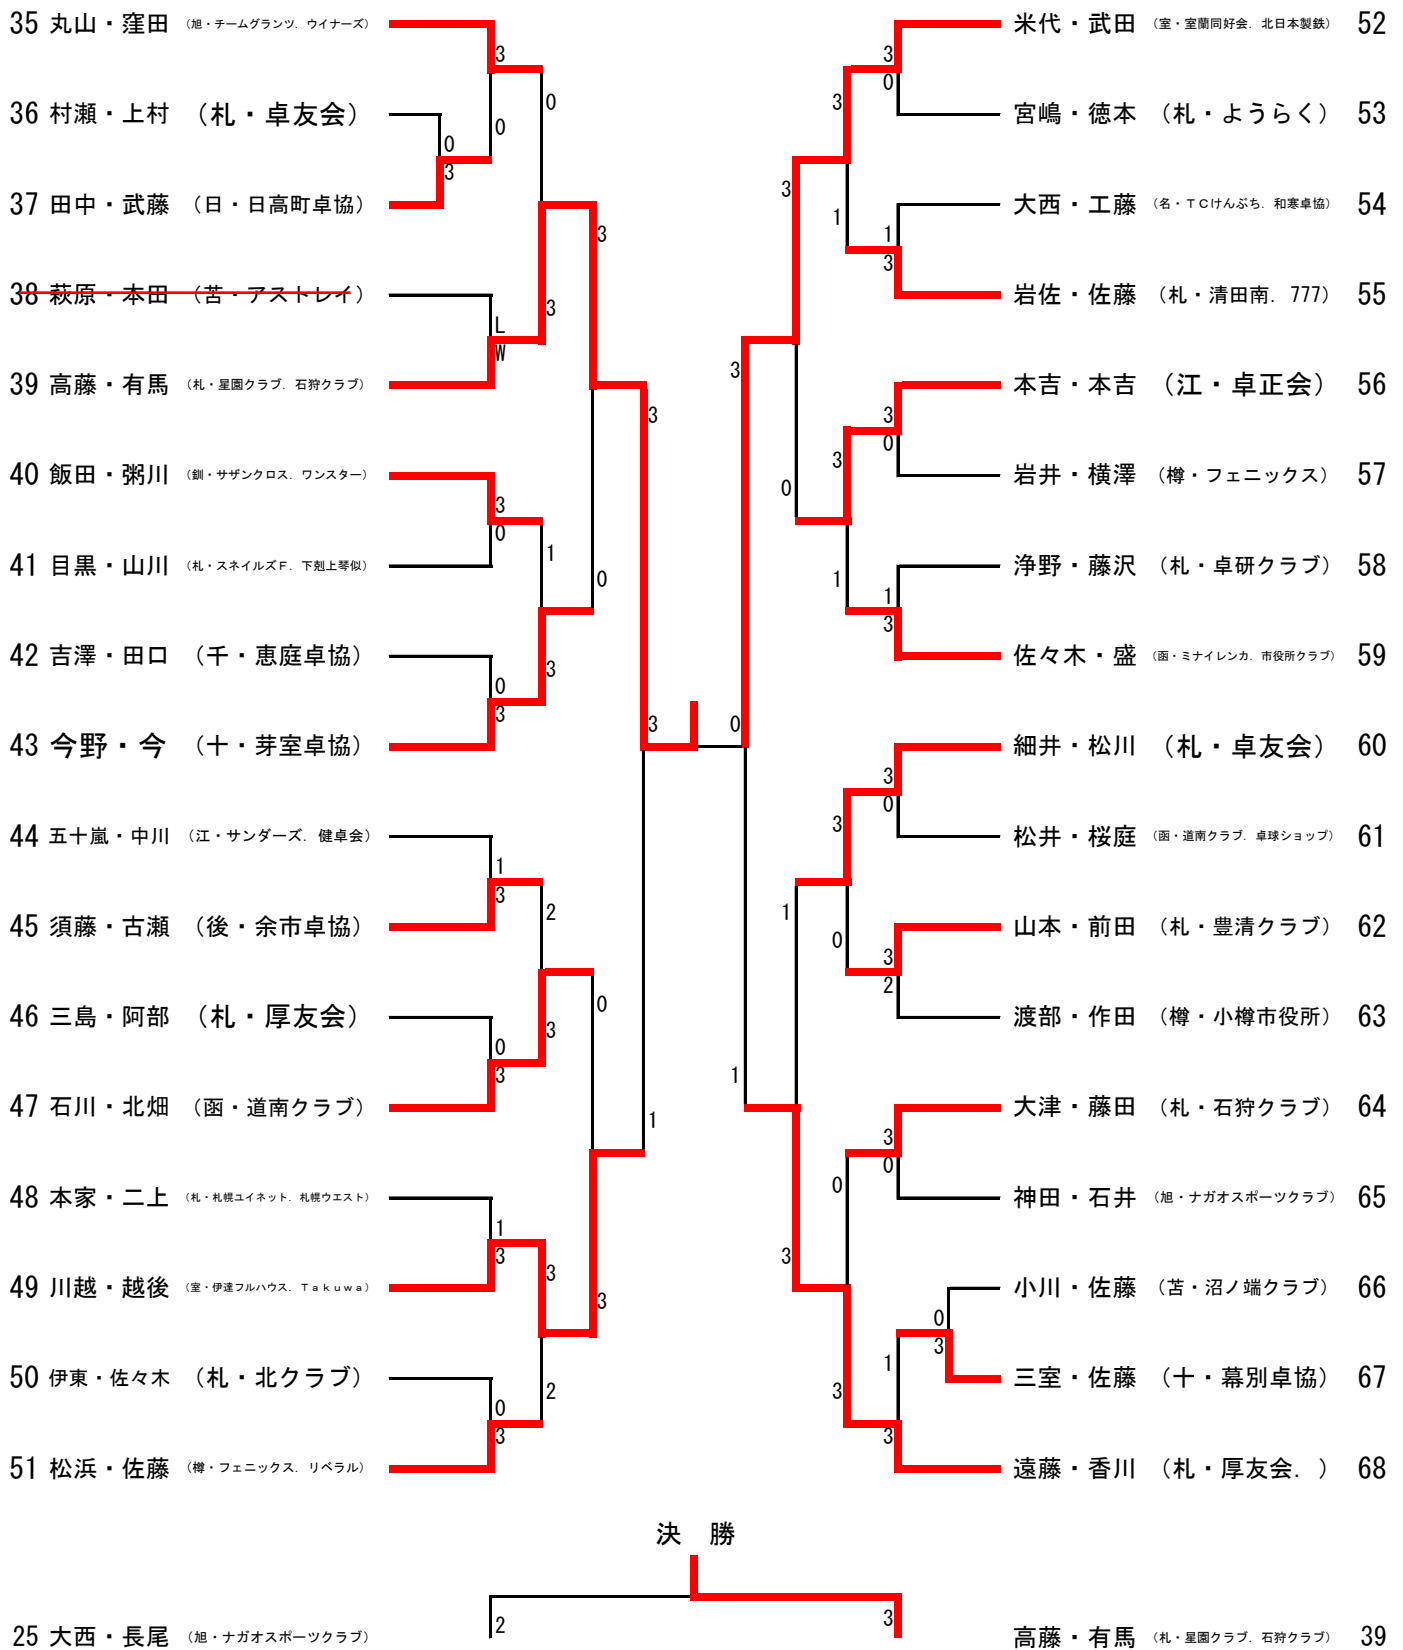 35 丸山・窪田 (旭・チームグランツ．ウイナーズ)
36 村瀬・上村 (札・卓友会)
37 田中・武藤 (日・日高町卓協)
38 萩原・本田 (苫・アストレイ)
39 高藤・有馬 (札・星園クラブ．石狩クラブ)
40 飯田・粥川 (釧・サザンクロス．ワンスター)
41 目黒・山川 (札・スネイルズＦ．下剋上琴似)
42 吉澤・田口 (千・恵庭卓協)
43 今野・今 (十・芽室卓協)
44 五十嵐・中川 (江・サンダーズ．健卓会)
45 須藤・古瀬 (後・余市卓協)
46 三島・阿部 (札・厚友会)
47 石川・北畑 (函・道南クラブ)
48 本家・二上 (札・札幌ユイネット．札幌ウエスト)
49 川越・越後 (室・伊達フルハウス．Ｔａｋｕｗａ)
50 伊東・佐々木 (札・北クラブ)
51 松浜・佐藤 (樽・フェニックス．リベラル)
3
0
0
3
0
L
W
3
3
0
1
0
3
3
0
3
3
1
3
2
0
3
3
0
1
3
3
3
0
3
2
1
3
0
米代・武田 (室・室蘭同好会．北日本製鉄) 52
宮嶋・徳本 (札・ようらく) 53
大西・工藤 (名・ＴＣけんぶち．和寒卓協) 54
岩佐・佐藤 (札・清田南．777) 55
本吉・本吉 (江・卓正会) 56
岩井・横澤 (樽・フェニックス) 57
浄野・藤沢 (札・卓研クラブ) 58
佐々木・盛 (函・ミナイレンカ．市役所クラブ) 59
細井・松川 (札・卓友会) 60
松井・桜庭 (函・道南クラブ．卓球ショップ) 61
山本・前田 (札・豊清クラブ) 62
渡部・作田 (樽・小樽市役所) 63
大津・藤田 (札・石狩クラブ) 64
神田・石井 (旭・ナガオスポーツクラブ) 65
小川・佐藤 (苫・沼ノ端クラブ) 66
三室・佐藤 (十・幕別卓協) 67
遠藤・香川 (札・厚友会．) 68
3
0
3
1
1
3
3
3
0
3
0
3
1
1
3
0
3
0
3
1
0
3
2
1
3
0
0
3
0
3
1
3
3
決 勝
25 大西・長尾 (旭・ナガオスポーツクラブ)
2
3
高藤・有馬 (札・星園クラブ．石狩クラブ) 39